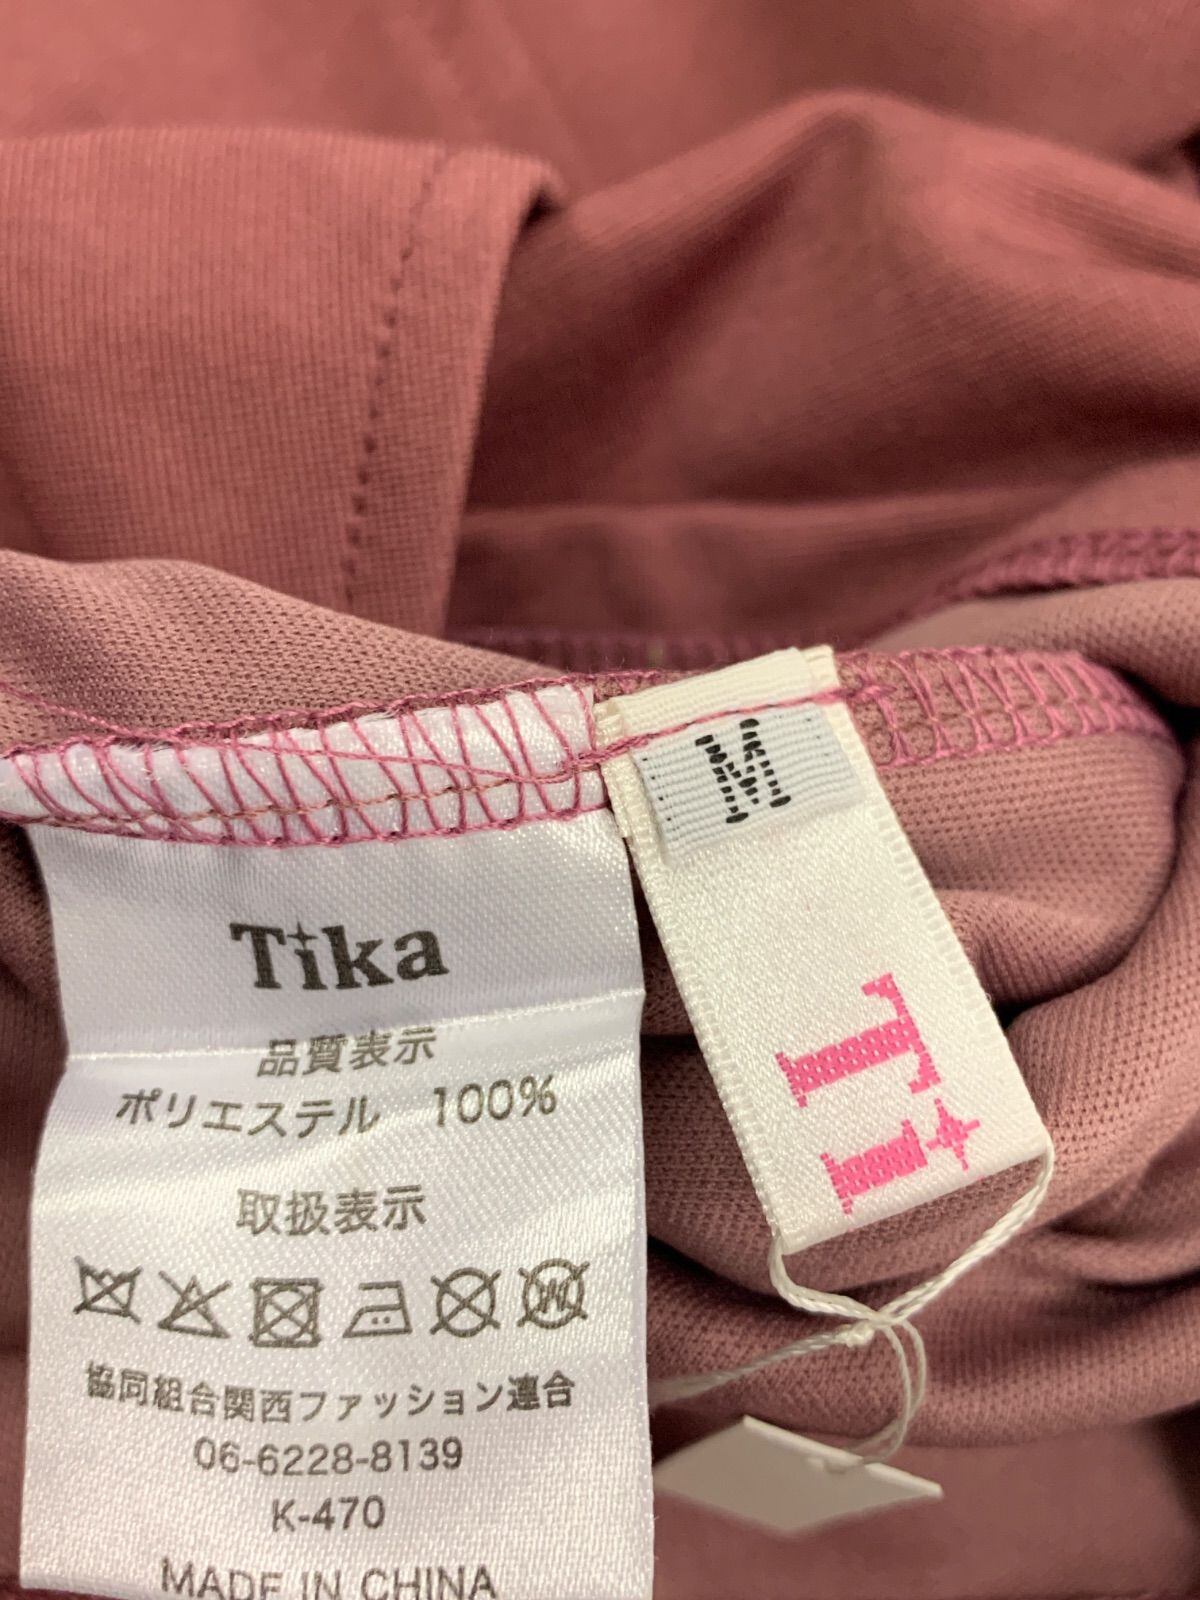 Tika
品質表示
ポリエステル 100%
取扱表示
W
協同組合関西ファッション連合
06-6228-8139
K-470
MADE IN CHINA
M
Ti